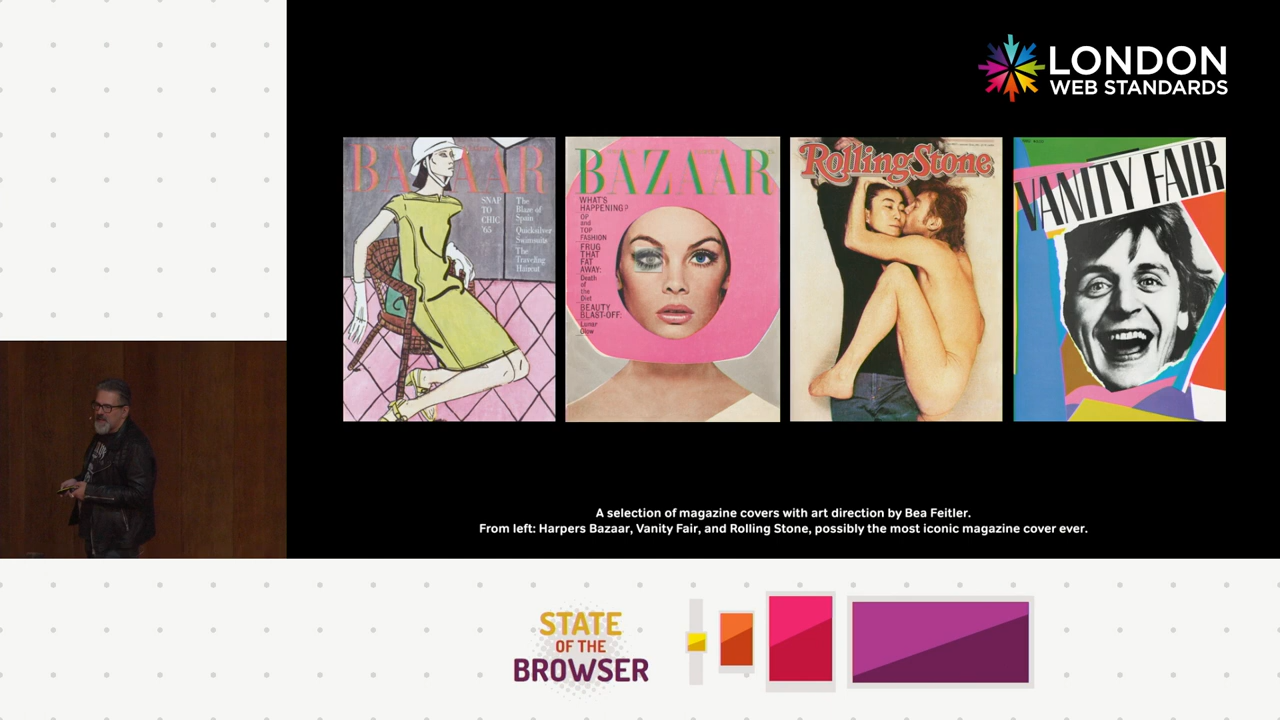 LONDON
WEB STANDARDS
BAZAAR
SNAP
TO
CHIC
'65
The
Blaze of
Spain
Quicksilver
Swimsuits
The
Traveling
Haircut
BAZAAR
WHAT'S
HAPPENING?
OP
and
TOP
FASHION
FRUG
THAT
FAT
AWAY:
Death
of
the
Diet
BEAUTY
BLAST-OFF:
Lunar
Glow
RollingStone
VANITY FAIR
A selection of magazine covers with art direction by Bea Feitler.
From left: Harpers Bazaar, Vanity Fair, and Rolling Stone, possibly the most iconic magazine cover ever.
STATE
OF THE
BROWSER